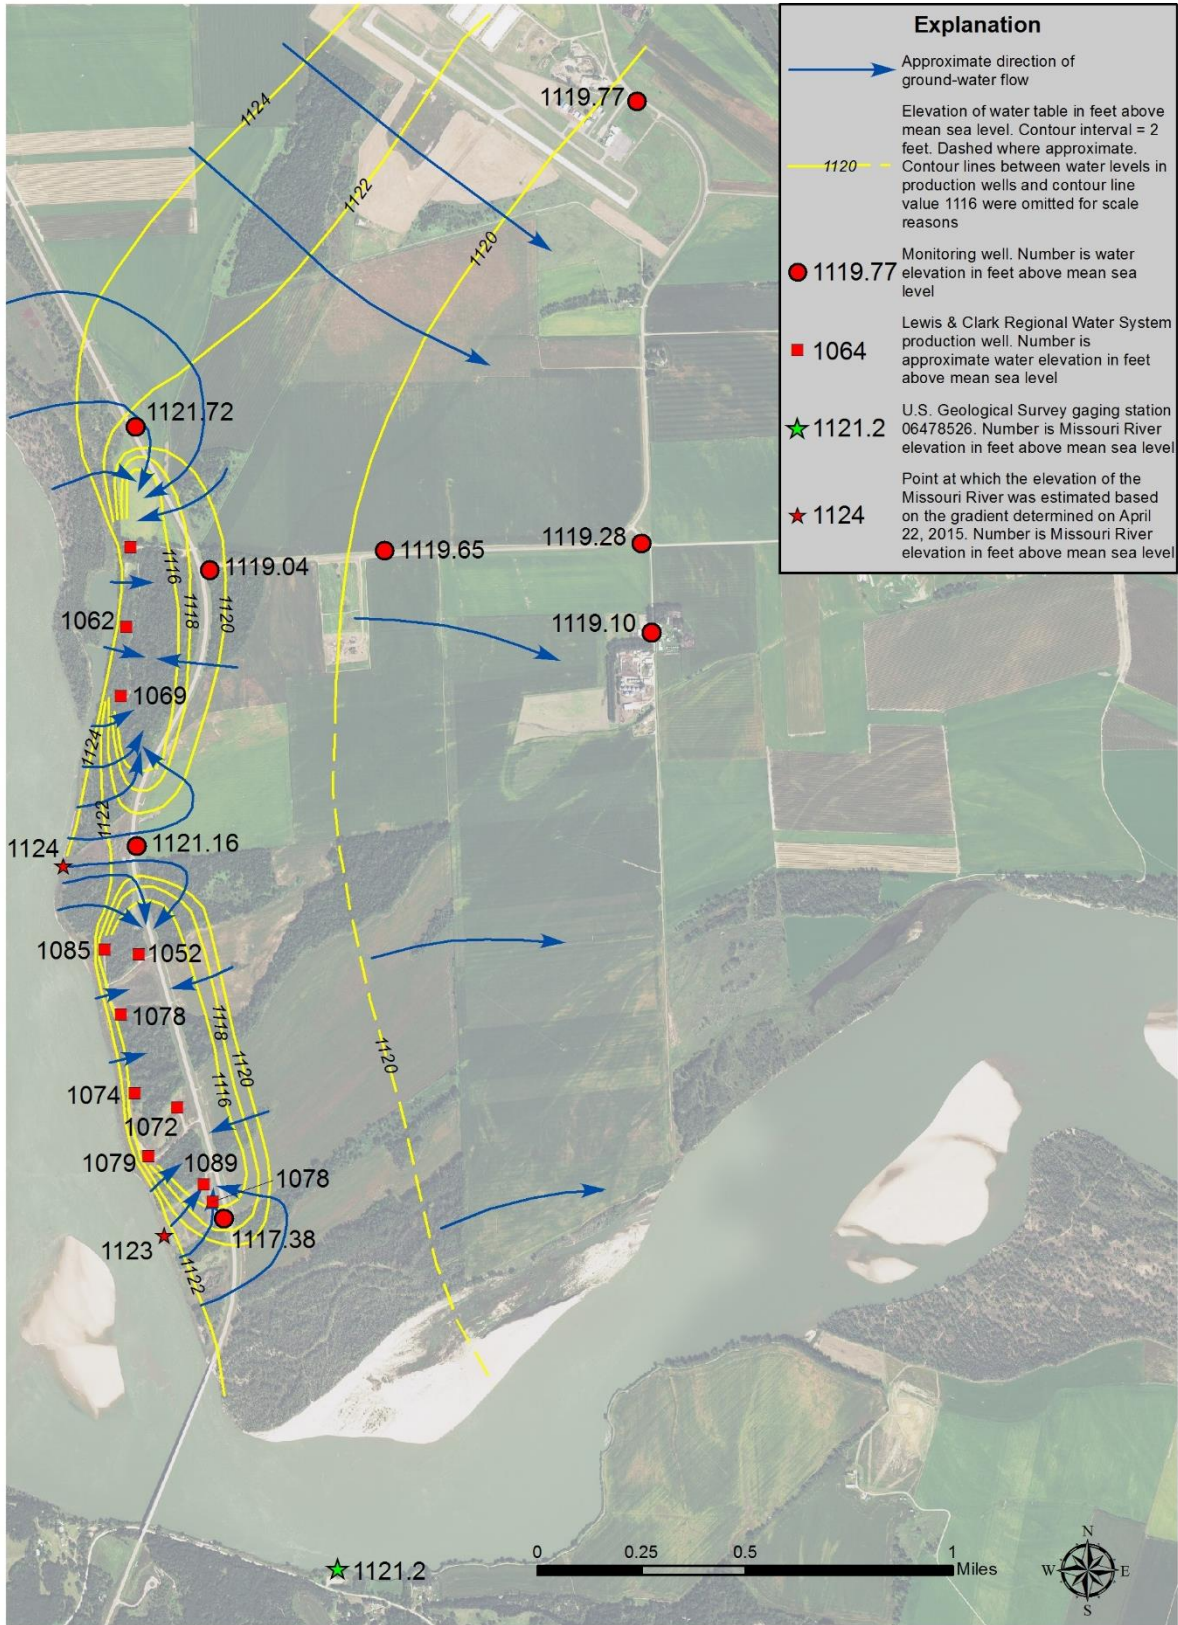 Explanation
Approximate direction of
ground-water flow
Elevation of water table in feet above
mean sea level. Contour interval = 2
feet. Dashed where approximate.
1120
Contour lines between water levels in
production wells and contour line
value 1116 were omitted for scale
reasons
1119.77
Monitoring well. Number is water
elevation in feet above mean sea
level
1064
Lewis & Clark Regional Water System
production well. Number is
approximate water elevation in feet
above mean sea level
1121.2
U.S. Geological Survey gaging station
06478526. Number is Missouri River
elevation in feet above mean sea level
1124
Point at which the elevation of the
Missouri River was estimated based
on the gradient determined on April
22, 2015. Number is Missouri River
elevation in feet above mean sea level
1119.77
1124
1122
1120
1121.72
1116
1118
1120
1119.04
1119.65
1119.28
1119.10
1062
1069
1124
1122
1124
1121.16
1085
1052
1078
1118
1120
1116
1120
1074
1072
1079
1089
1078
1123
1117.38
1122
1121.2
0
0.25
0.5
1
Miles
N
W
E
S